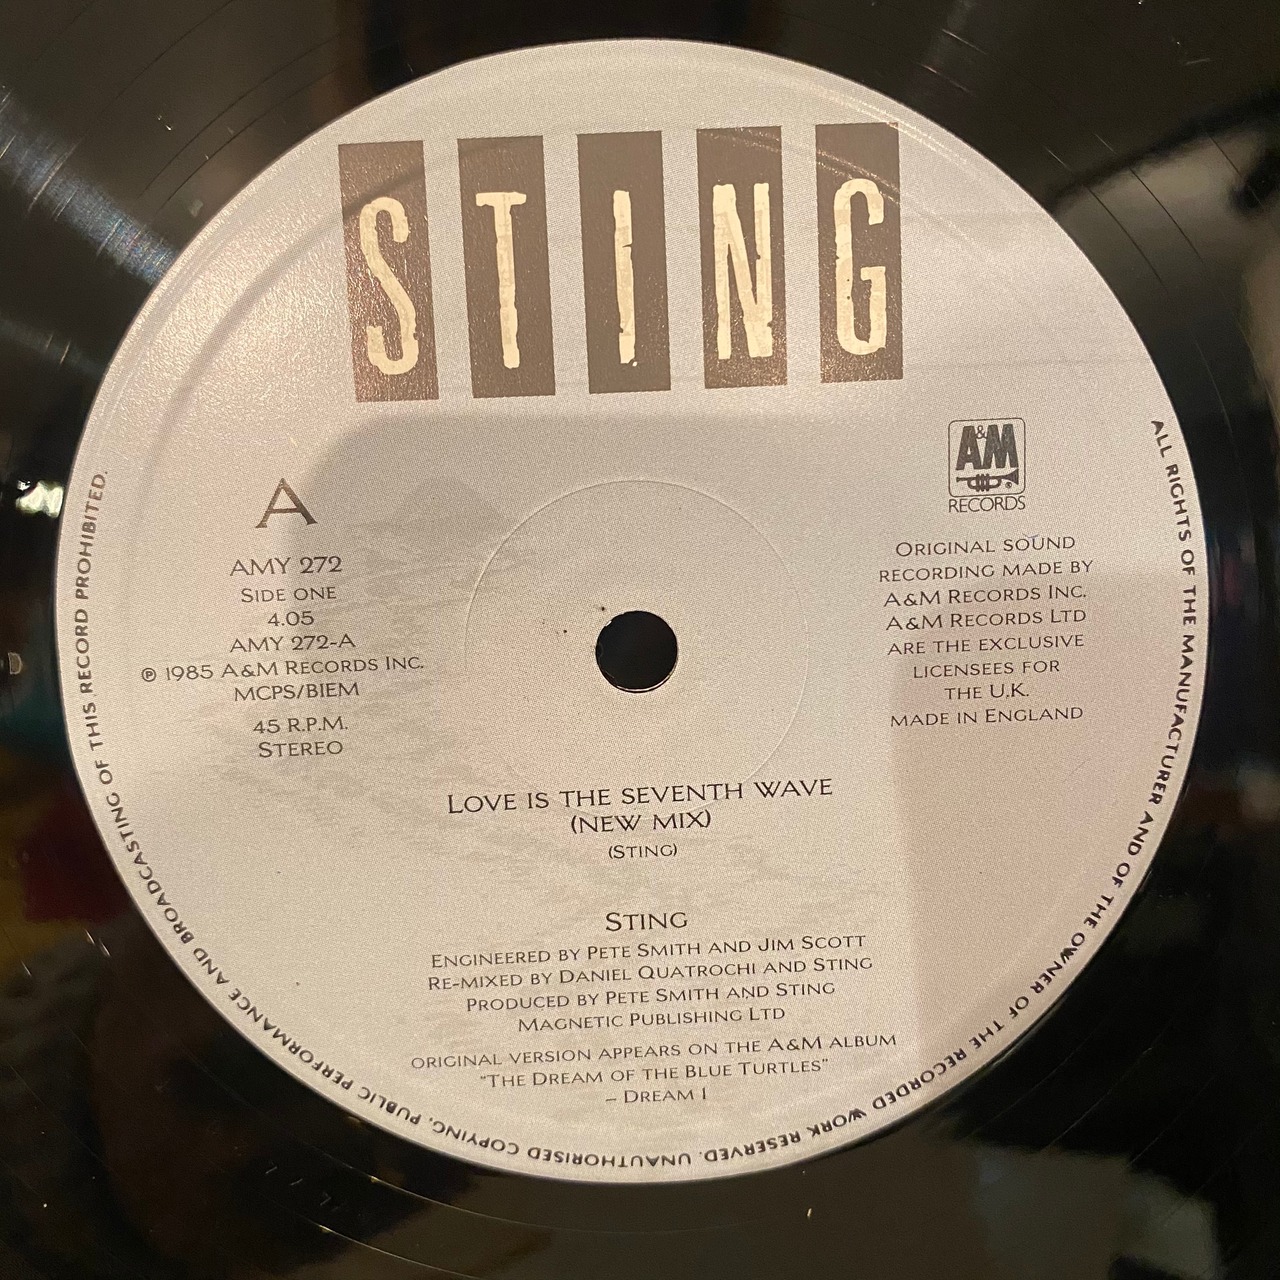 STING
A
AMY 272
SIDE ONE
4.05
AMY 272-A
℗ 1985 A&M RECORDS INC.
MCPS/BIEM
45 R.P.M.
STEREO
A&M
®
RECORDS
ORIGINAL SOUND
RECORDING MADE BY
A&M RECORDS INC.
A&M RECORDS LTD
ARE THE EXCLUSIVE
LICENSEES FOR
THE U.K.
MADE IN ENGLAND
LOVE IS THE SEVENTH WAVE
(NEW MIX)
(STING)
STING
ENGINEERED BY PETE SMITH AND JIM SCOTT
RE-MIXED BY DANIEL QUATROCHI AND STING
PRODUCED BY PETE SMITH AND STING
MAGNETIC PUBLISHING LTD
ORIGINAL VERSION APPEARS ON THE A&M ALBUM
"THE DREAM OF THE BLUE TURTLES"
– DREAM 1
ALL RIGHTS OF THE MANUFACTURER AND OF THE OWNER OF THE RECORDED WORK RESERVED. UNAUTHORISED COPYING, PUBLIC PERFORMANCE AND BROADCASTING OF THIS RECORD PROHIBITED.